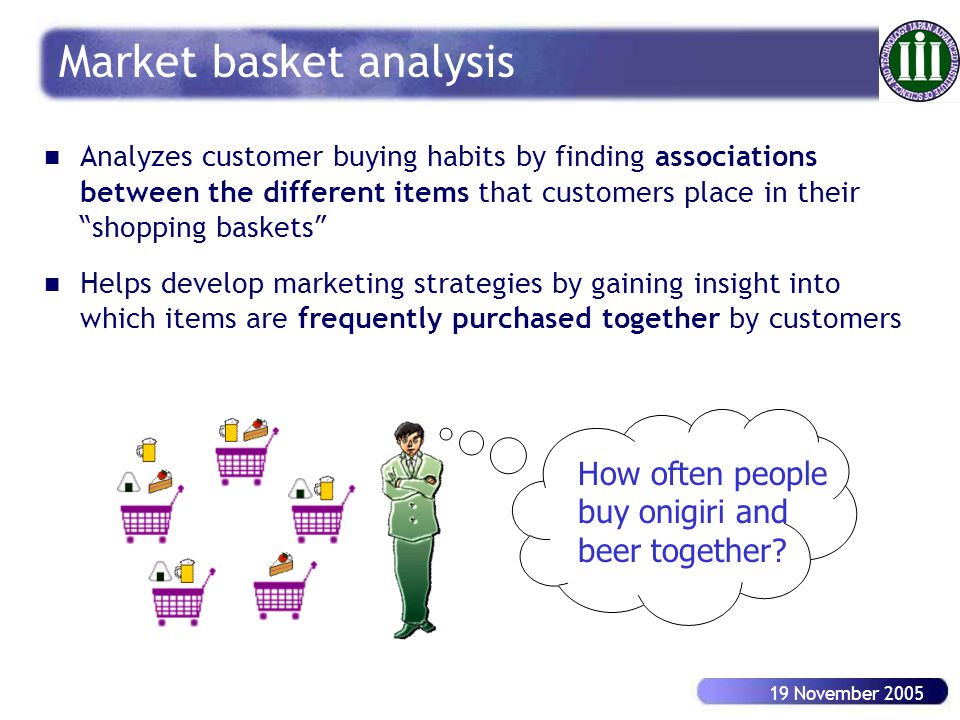 Market basket analysis
Analyzes customer buying habits by finding associations
between the different items that customers place in their
“shopping baskets”
Helps develop marketing strategies by gaining insight into
which items are frequently purchased together by customers
How often people
buy onigiri and
beer together?
JAPAN ADVANCED INSTITUTE OF SCIENCE AND TECHNOLOGY
19 November 2005